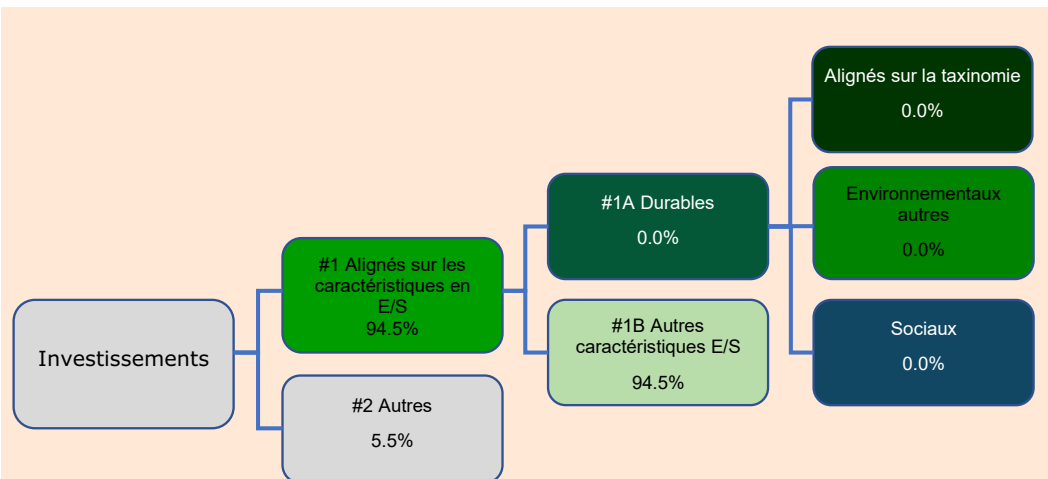 Investissements
#1 Alignés sur les
caractéristiques en
E/S
94.5%
#2 Autres
5.5%
#1A Durables
0.0%
#1B Autres
caractéristiques E/S
94.5%
Alignés sur la taxinomie
0.0%
Environnementaux
autres
0.0%
Sociaux
0.0%